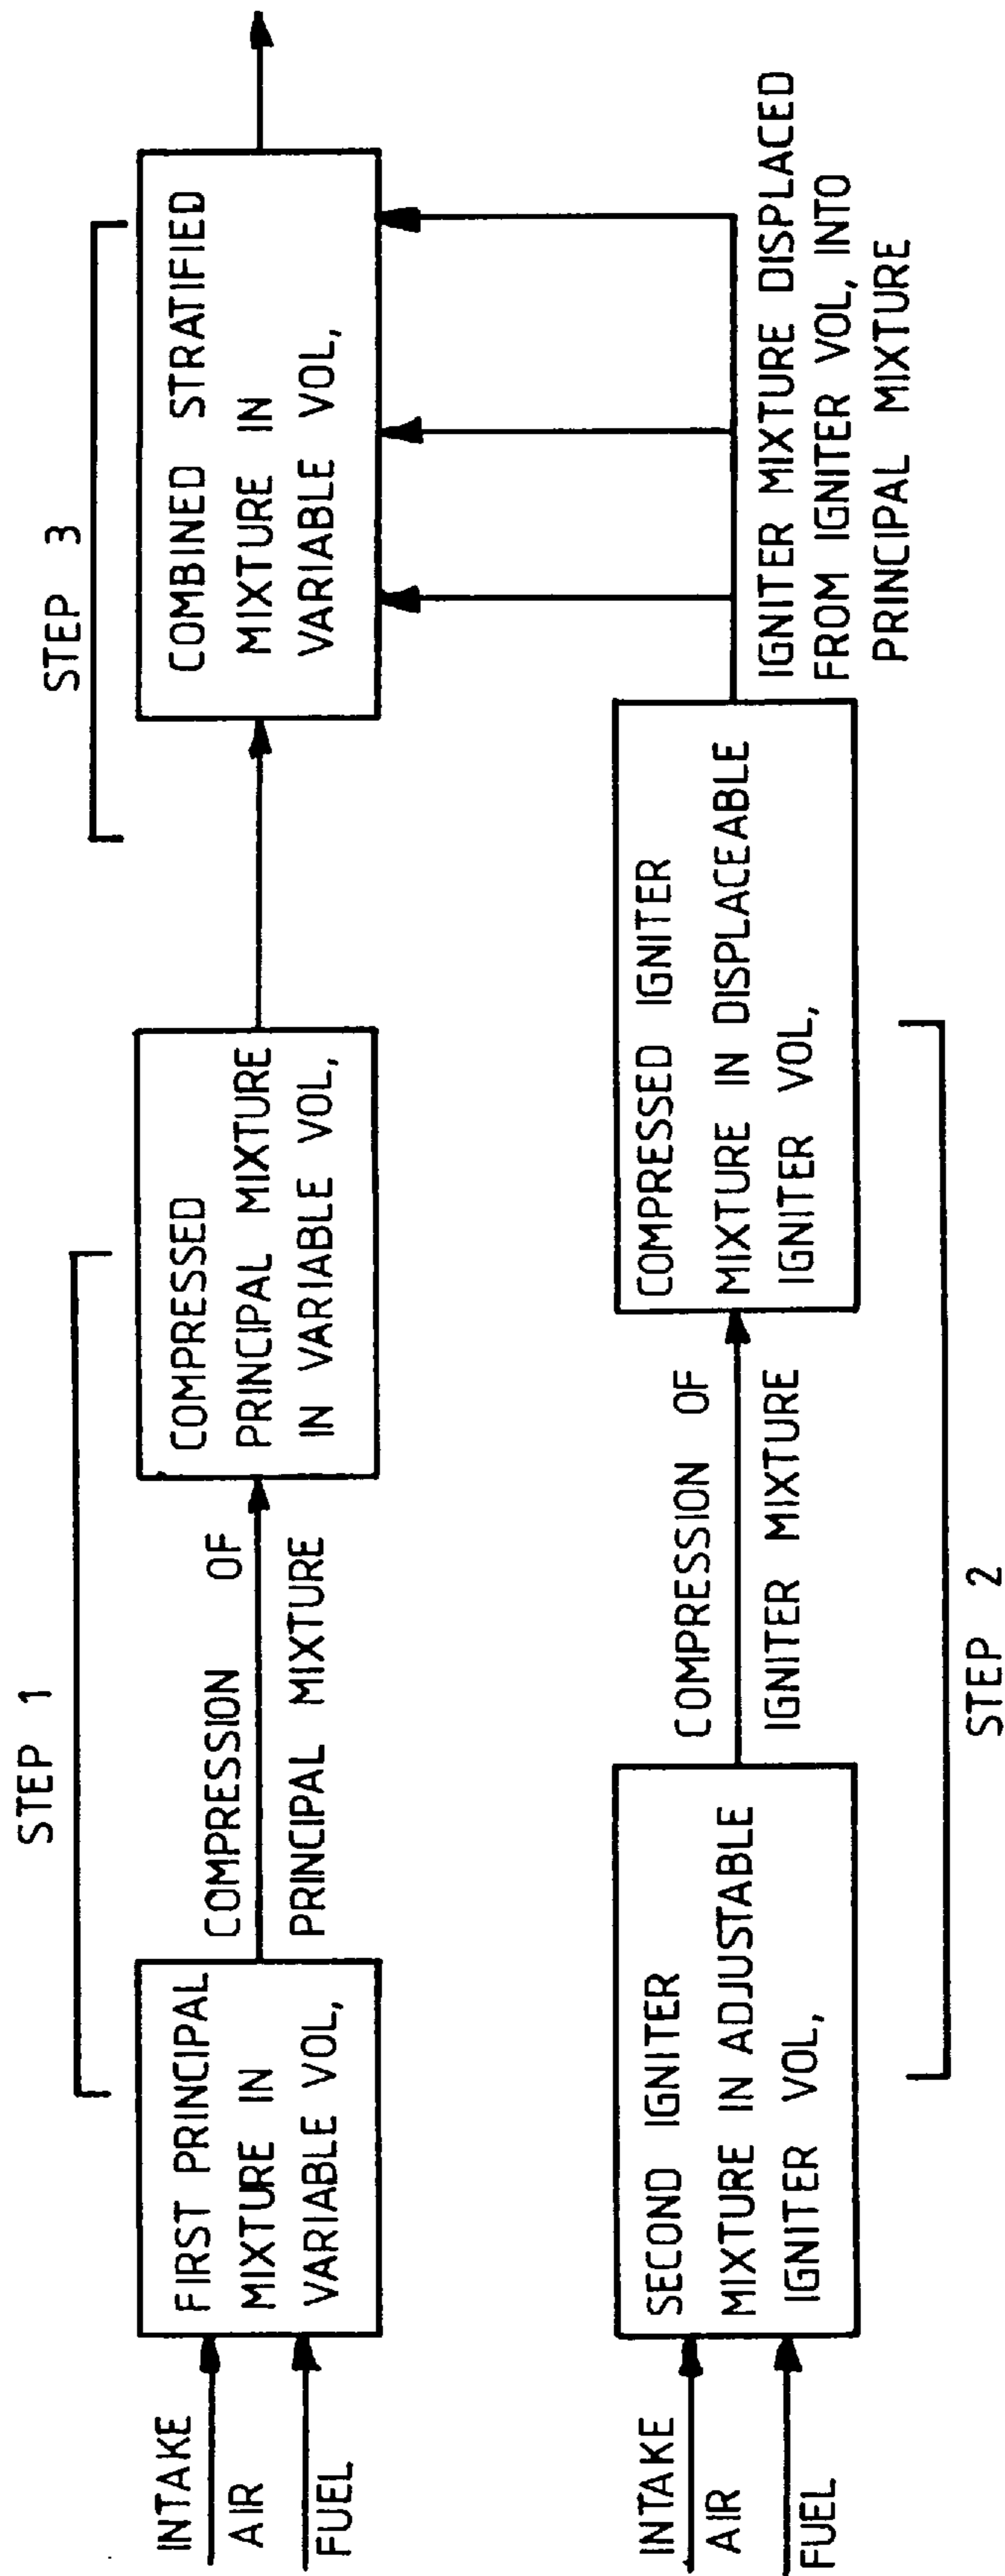 STEP 1
STEP 3
INTAKE
AIR
FUEL
FIRST PRINCIPAL
MIXTURE IN
VARIABLE VOL,
COMPRESSION OF
PRINCIPAL MIXTURE
COMPRESSED
PRINCIPAL MIXTURE
IN VARIABLE VOL,
COMBINED STRATIFIED
MIXTURE IN
VARIABLE VOL,
INTAKE
AIR
FUEL
SECOND IGNITER
MIXTURE IN ADJUSTABLE
IGNITER VOL,
COMPRESSION OF
IGNITER MIXTURE
COMPRESSED IGNITER
MIXTURE IN DISPLACEABLE
IGNITER VOL,
IGNITER MIXTURE DISPLACED
FROM IGNITER VOL, INTO
PRINCIPAL MIXTURE
STEP 2